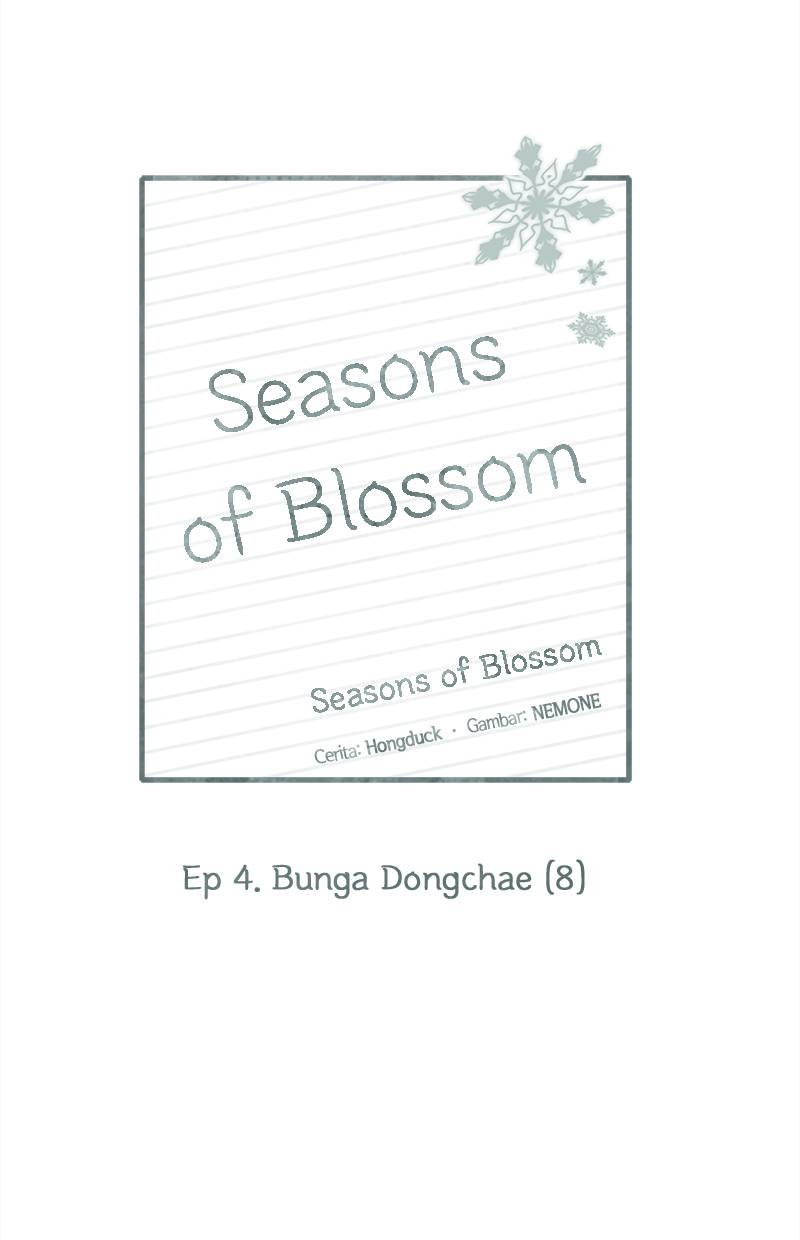 Seasons
of Blossom
Seasons of Blossom
Cerita: Hongduck · Gambar: NEMONE
Ep 4. Bunga Dongchae (8)